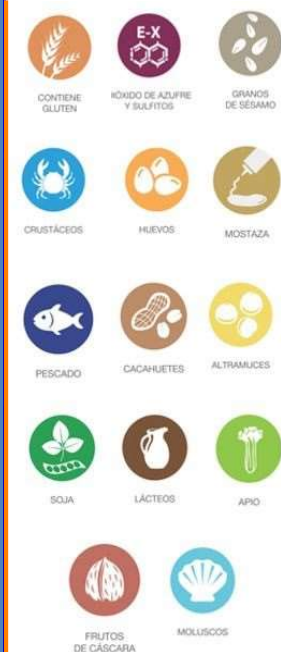 E-X
CONTIENE
GLUTEN
IÓXIDO DE AZUFRE
Y SULFITOS
GRANOS
DE SÉSAMO
CRUSTÁCEOS
HUEVOS
MOSTAZA
PESCADO
CACAHUETES
ALTRAMUCES
SOJA
LÁCTEOS
APIO
FRUTOS
DE CÁSCARA
MOLUSCOS